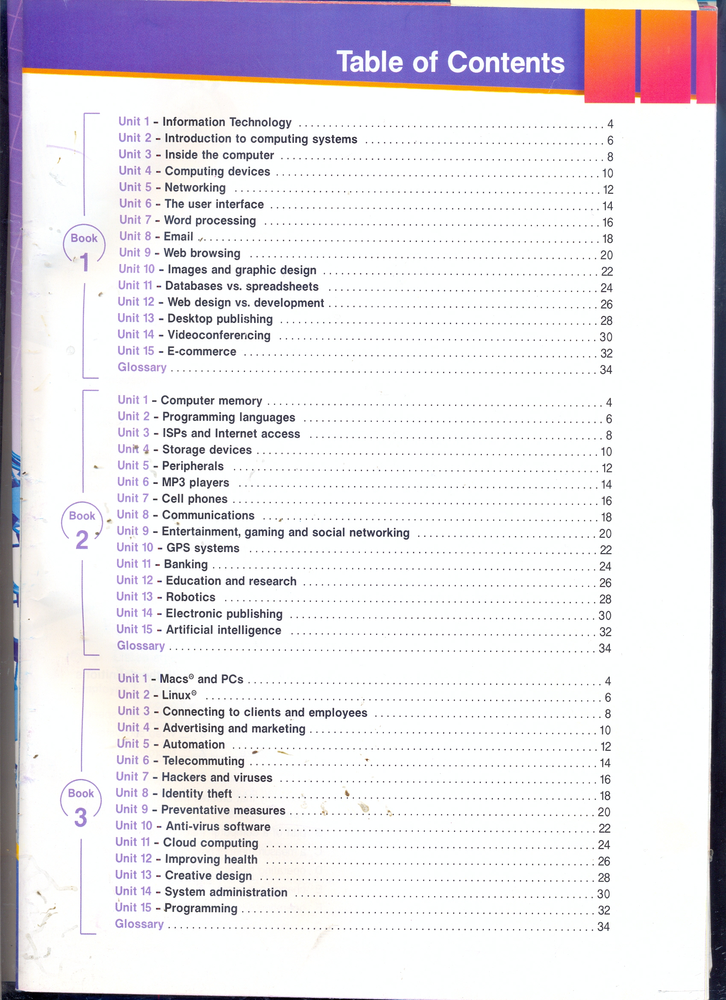 Table of Contents
Unit 1 - Information Technology 4
Unit 2 - Introduction to computing systems 6
Unit 3 - Inside the computer 8
Unit 4 - Computing devices 10
Unit 5 - Networking 12
Unit 6 - The user interface 14
Unit 7 - Word processing 16
Book
1
Unit 8 - Email 18
Unit 9 - Web browsing 20
Unit 10 - Images and graphic design 22
Unit 11 - Databases vs. spreadsheets 24
Unit 12 - Web design vs. development 26
Unit 13 - Desktop publishing 28
Unit 14 - Videoconferencing 30
Unit 15 - E-commerce 32
Glossary 34
Unit 1 - Computer memory 4
Unit 2 - Programming languages 6
Unit 3 - ISPs and Internet access 8
Unit 4 - Storage devices 10
Unit 5 - Peripherals 12
Unit 6 - MP3 players 14
Unit 7 - Cell phones 16
Book
2
Unit 8 - Communications 18
Unit 9 - Entertainment, gaming and social networking 20
Unit 10 - GPS systems 22
Unit 11 - Banking 24
Unit 12 - Education and research 26
Unit 13 - Robotics 28
Unit 14 - Electronic publishing 30
Unit 15 - Artificial intelligence 32
Glossary 34
Unit 1 - Macs® and PCs 4
Unit 2 - Linux® 6
Unit 3 - Connecting to clients and employees 8
Unit 4 - Advertising and marketing 10
Unit 5 - Automation 12
Unit 6 - Telecommuting 14
Unit 7 - Hackers and viruses 16
Book
3
Unit 8 - Identity theft 18
Unit 9 - Preventative measures 20
Unit 10 - Anti-virus software 22
Unit 11 - Cloud computing 24
Unit 12 - Improving health 26
Unit 13 - Creative design 28
Unit 14 - System administration 30
Unit 15 - Programming 32
Glossary 34